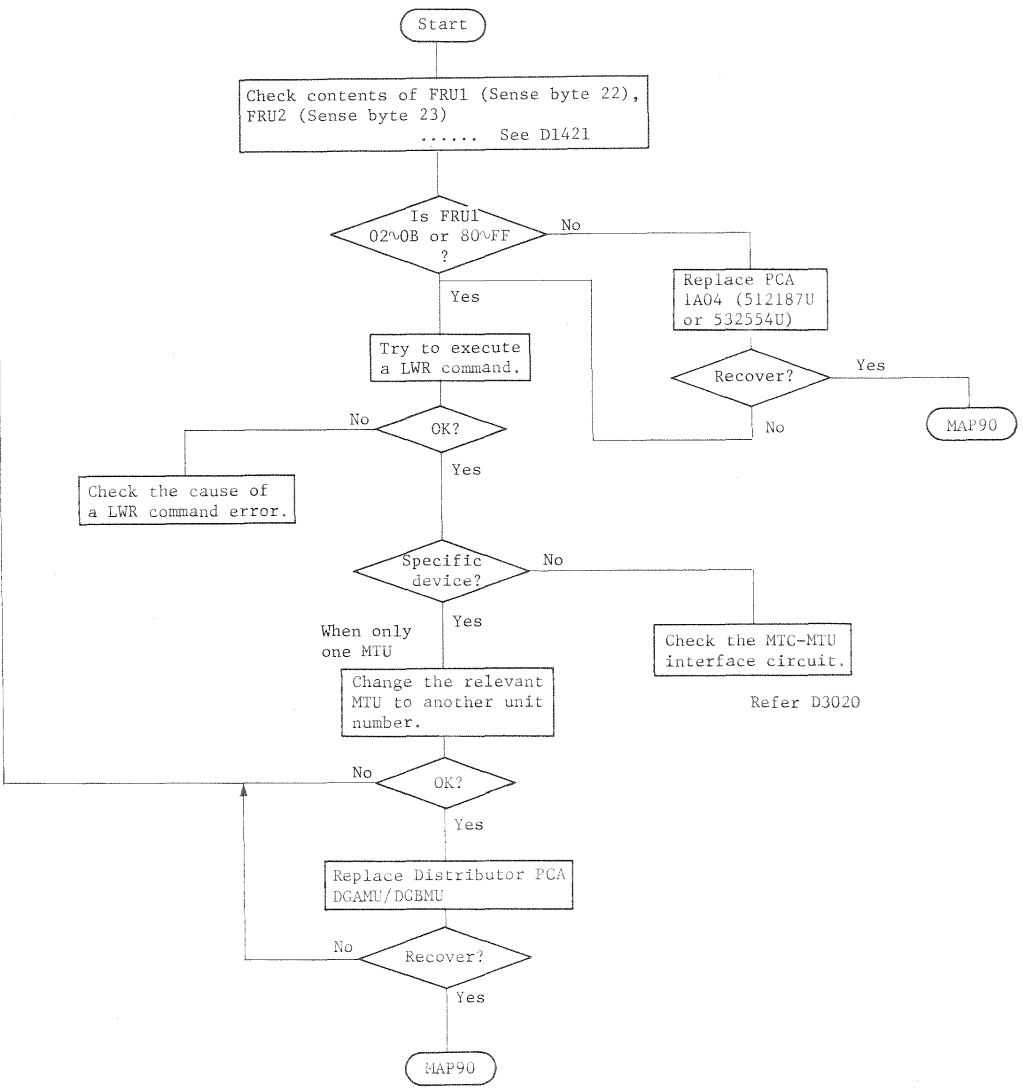 Start
Check contents of FRU1 (Sense byte 22),
FRU2 (Sense byte 23)
...... See D1421
Is FRU1
02~0B or 80~FF
?
No
Yes
Replace PCA
1A04 (512187U
or 532554U)
Try to execute
a LWR command.
Recover?
Yes
No
MAP90
OK?
No
Yes
Check the cause of
a LWR command error.
Specific
device?
No
Yes
When only
one MTU
Check the MTC-MTU
interface circuit.
Refer D3020
Change the relevant
MTU to another unit
number.
OK?
No
Yes
Replace Distributor PCA
DGAMU/DGBMU
Recover?
No
Yes
MAP90